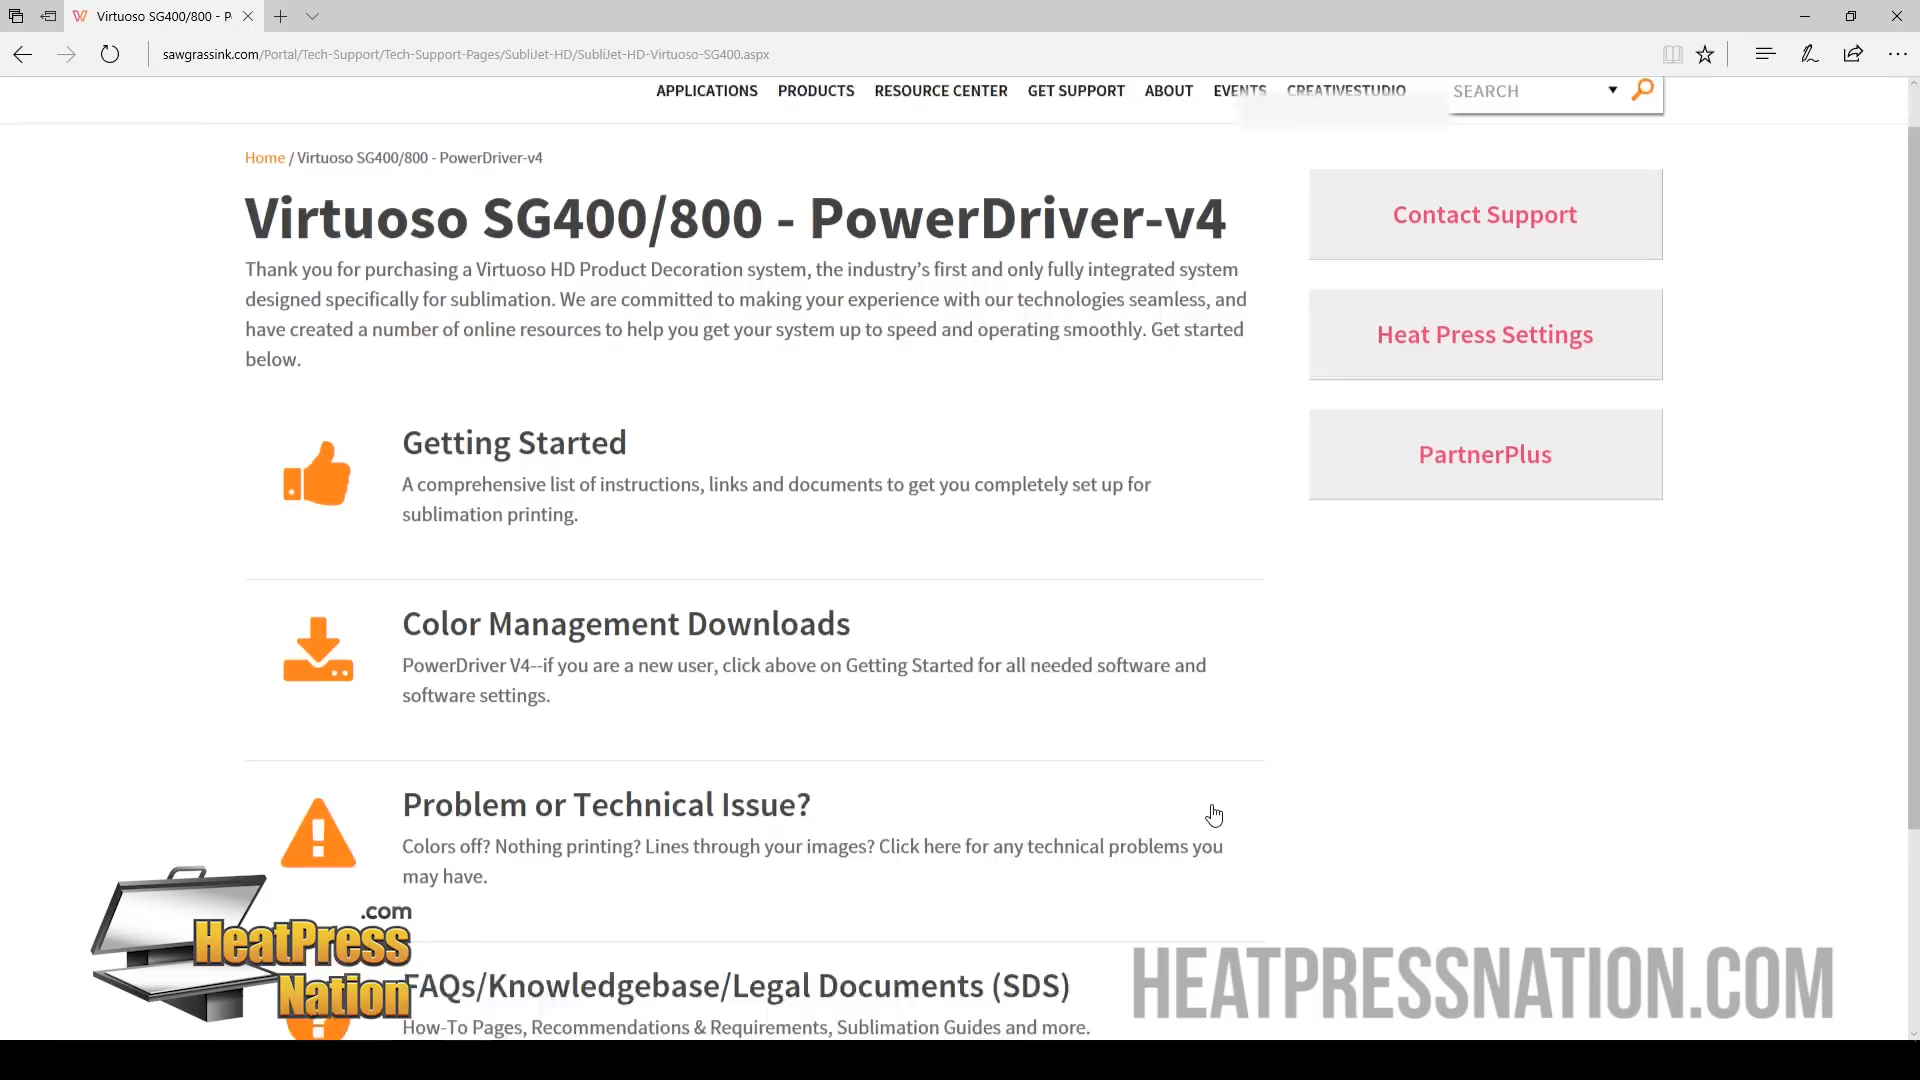 Virtuoso SG400/800 - P
sawgrassink.com/Portal/Tech-Support/Tech-Support-Pages/SubliJet-HD/SubliJet-HD-Virtuoso-SG400.aspx
APPLICATIONS PRODUCTS RESOURCE CENTER GET SUPPORT ABOUT EVENTS CREATIVESTUDIO SEARCH
Home / Virtuoso SG400/800 - PowerDriver-v4
Virtuoso SG400/800 - PowerDriver-v4
Thank you for purchasing a Virtuoso HD Product Decoration system, the industry's first and only fully integrated system
designed specifically for sublimation. We are committed to making your experience with our technologies seamless, and
have created a number of online resources to help you get your system up to speed and operating smoothly. Get started
below.
Contact Support
Heat Press Settings
PartnerPlus
Getting Started
A comprehensive list of instructions, links and documents to get you completely set up for
sublimation printing.
Color Management Downloads
PowerDriver V4--if you are a new user, click above on Getting Started for all needed software and
software settings.
Problem or Technical Issue?
Colors off? Nothing printing? Lines through your images? Click here for any technical problems you
may have.
FAQs/Knowledgebase/Legal Documents (SDS)
How-To Pages, Recommendations & Requirements, Sublimation Guides and more.
.com
HeatPress
Nation
HEATPRESSNATION.COM